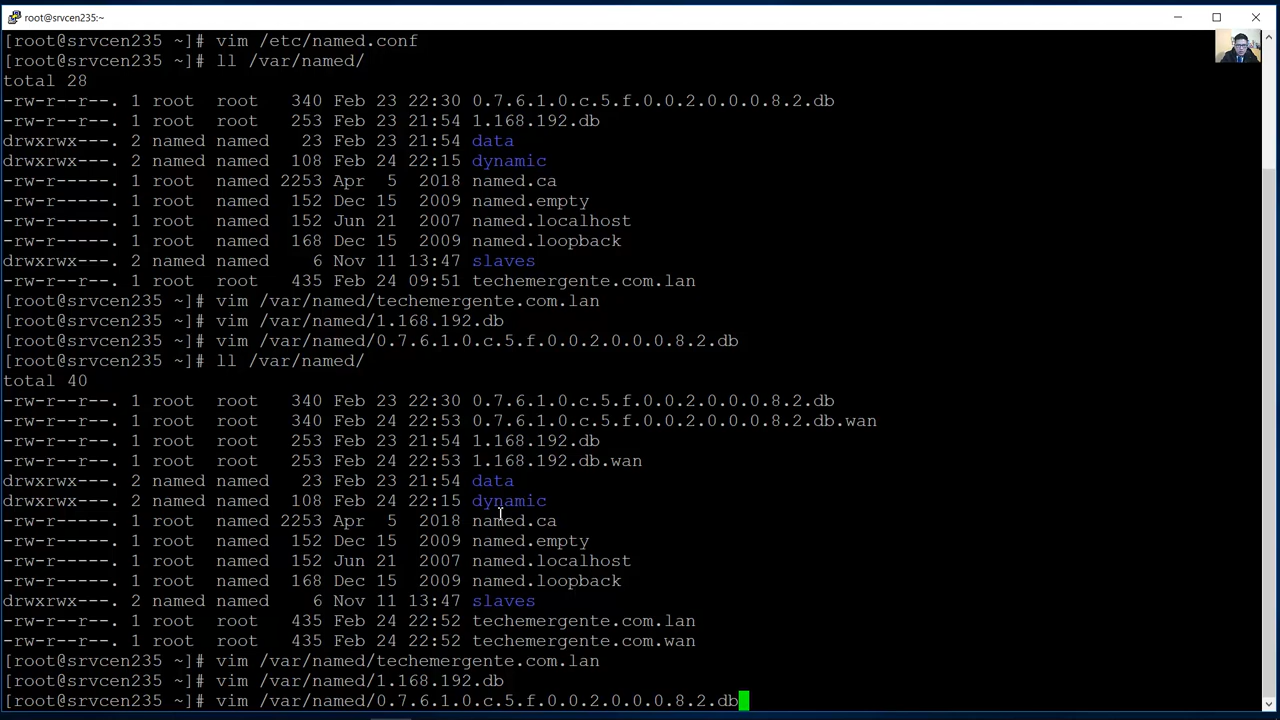 root@srvcen235:~
[root@srvcen235 ~]# vim /etc/named.conf
[root@srvcen235 ~]# ll /var/named/
total 28
-rw-r--r--. 1 root   root    340 Feb 23 22:30 0.7.6.1.0.c.5.f.0.0.2.0.0.0.8.2.db
-rw-r--r--. 1 root   root    253 Feb 23 21:54 1.168.192.db
drwxrwx---. 2 named named    23 Feb 23 21:54 data
drwxrwx---. 2 named named   108 Feb 24 22:15 dynamic
-rw-r-----. 1 root   named 2253 Apr  5  2018 named.ca
-rw-r-----. 1 root   named  152 Dec 15  2009 named.empty
-rw-r-----. 1 root   named  152 Jun 21  2007 named.localhost
-rw-r-----. 1 root   named  168 Dec 15  2009 named.loopback
drwxrwx---. 2 named named     6 Nov 11 13:47 slaves
-rw-r-----. 1 root   named  435 Feb 24 09:51 techemergente.com.lan
[root@srvcen235 ~]# vim /var/named/techemergente.com.lan
[root@srvcen235 ~]# vim /var/named/1.168.192.db
[root@srvcen235 ~]# vim /var/named/0.7.6.1.0.c.5.f.0.0.2.0.0.0.8.2.db
[root@srvcen235 ~]# ll /var/named/
total 40
-rw-r--r--. 1 root   root    340 Feb 23 22:30 0.7.6.1.0.c.5.f.0.0.2.0.0.0.8.2.db
-rw-r--r--. 1 root   root    340 Feb 24 22:53 0.7.6.1.0.c.5.f.0.0.2.0.0.0.8.2.db.wan
-rw-r--r--. 1 root   root    253 Feb 23 21:54 1.168.192.db
-rw-r--r--. 1 root   root    253 Feb 24 22:53 1.168.192.db.wan
drwxrwx---. 2 named named    23 Feb 23 21:54 data
drwxrwx---. 2 named named   108 Feb 24 22:15 dynamic
-rw-r-----. 1 root   named 2253 Apr  5  2018 named.ca
-rw-r-----. 1 root   named  152 Dec 15  2009 named.empty
-rw-r-----. 1 root   named  152 Jun 21  2007 named.localhost
-rw-r-----. 1 root   named  168 Dec 15  2009 named.loopback
drwxrwx---. 2 named named     6 Nov 11 13:47 slaves
-rw-r-----. 1 root   named  435 Feb 24 22:52 techemergente.com.lan
-rw-r-----. 1 root   root    435 Feb 24 22:52 techemergente.com.wan
[root@srvcen235 ~]# vim /var/named/techemergente.com.lan
[root@srvcen235 ~]# vim /var/named/1.168.192.db
[root@srvcen235 ~]# vim /var/named/0.7.6.1.0.c.5.f.0.0.2.0.0.0.8.2.db